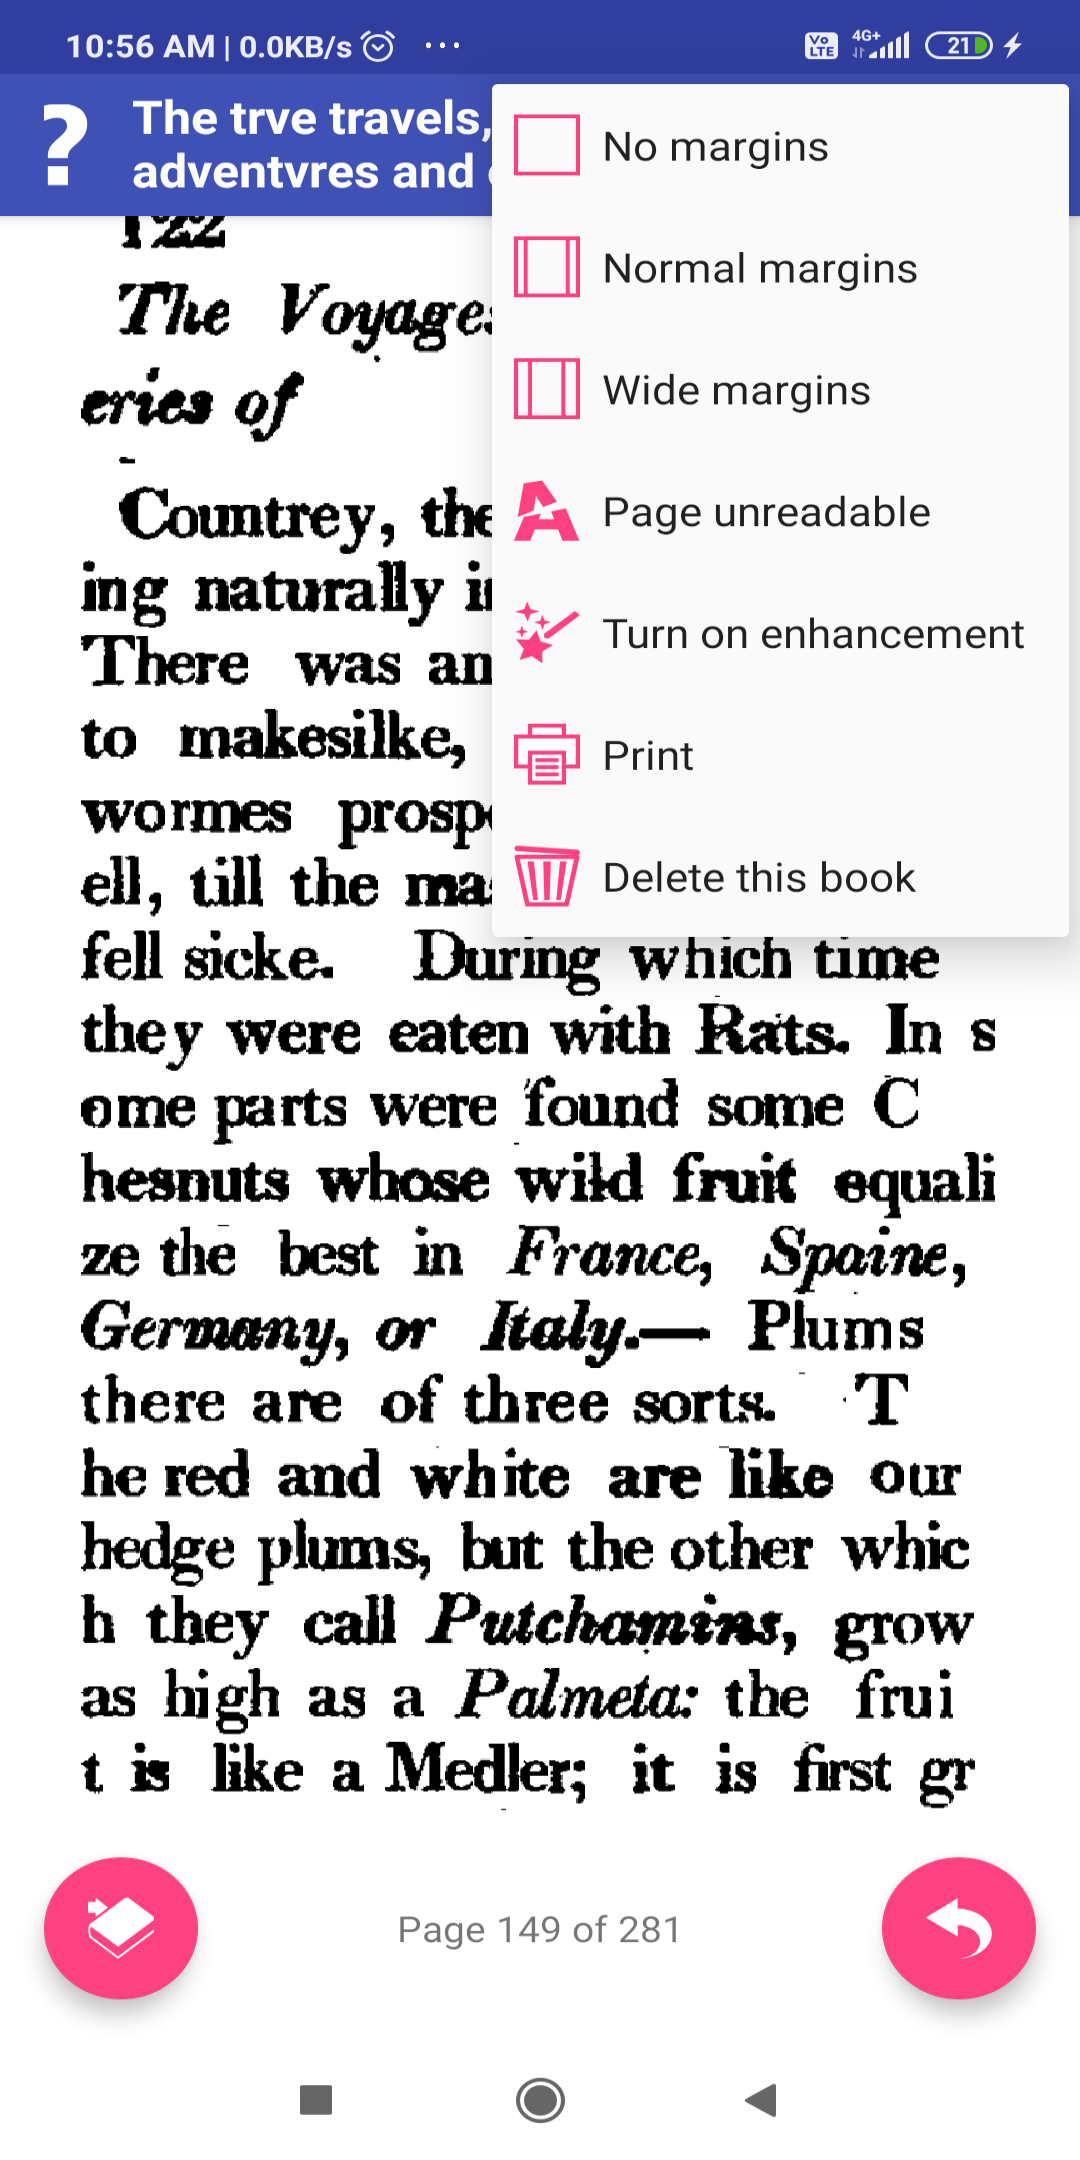 10:56 AM | 0.0KB/s ...
Vo LTE 4G+ 21
?
The trve travels,
adventvres and
No margins
Normal margins
Wide margins
Page unreadable
Turn on enhancement
Print
Delete this book
122
The Voyages
eries of
Countrey, the
ing naturally in
There was an
to makesilke,
wormes prosp
ell, till the ma
fell sicke. During which time
they were eaten with Rats. In s
ome parts were found some C
hesnuts whose wild fruit equali
ze the best in France, Spaine,
Germany, or Italy.— Plums
there are of three sorts. T
he red and white are like our
hedge plums, but the other whic
h they call Putchamins, grow
as high as a Palmeta: the frui
t is like a Medler; it is first gr
Page 149 of 281